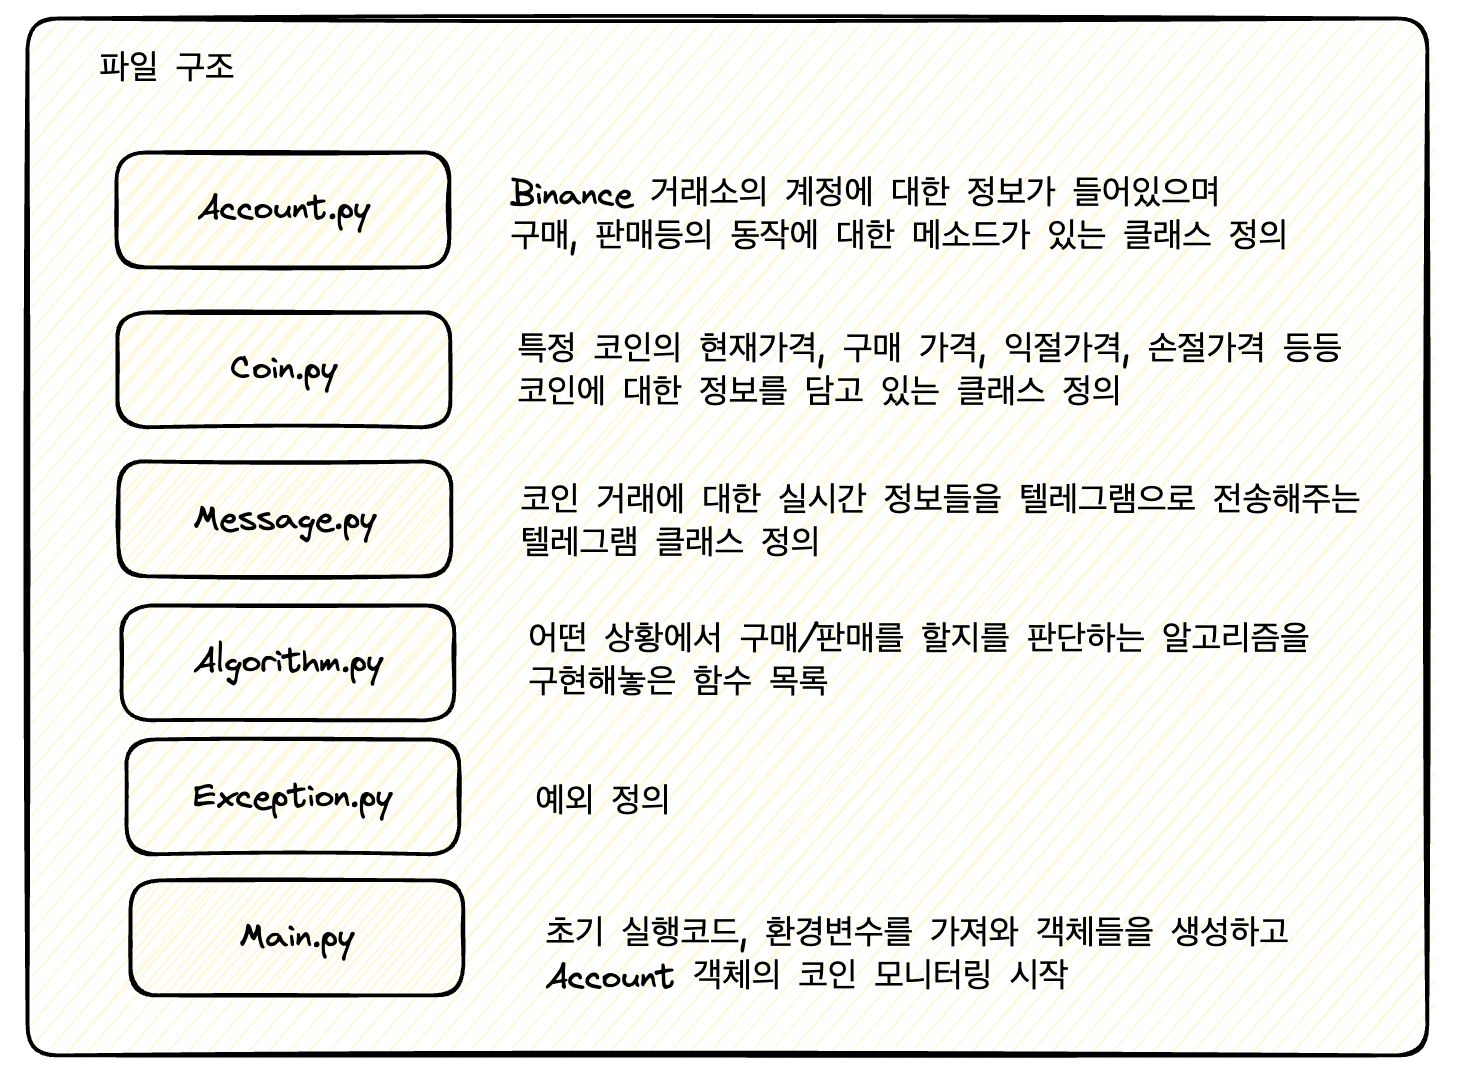 파일 구조
Account.py
Binance 거래소의 계정에 대한 정보가 들어있으며
구매, 판매등의 동작에 대한 메소드가 있는 클래스 정의
Coin.py
특정 코인의 현재가격, 구매 가격, 익절가격, 손절가격 등등
코인에 대한 정보를 담고 있는 클래스 정의
Message.py
코인 거래에 대한 실시간 정보들을 텔레그램으로 전송해주는
텔레그램 클래스 정의
Algorithm.py
어떤 상황에서 구매/판매를 할지를 판단하는 알고리즘을
구현해놓은 함수 목록
Exception.py
예외 정의
Main.py
초기 실행코드, 환경변수를 가져와 객체들을 생성하고
Account 객체의 코인 모니터링 시작